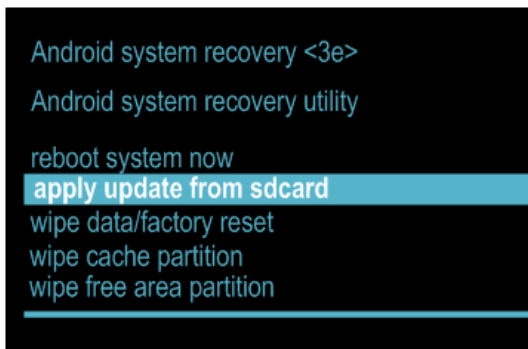 Android system recovery <3e>
Android system recovery utility
reboot system now
apply update from sdcard
wipe data/factory reset
wipe cache partition
wipe free area partition